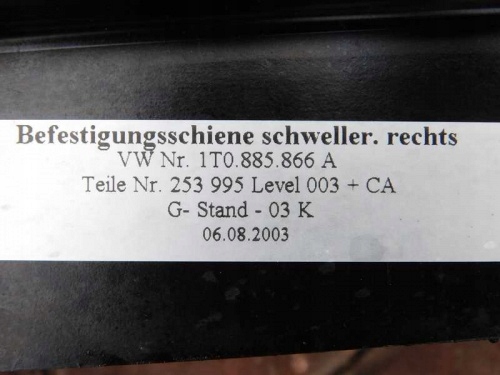 Befestigungsschiene schweller. rechts
VW Nr. 1T0.885.866 A
Teile Nr. 253 995 Level 003 + CA
G- Stand - 03 K
06.08.2003